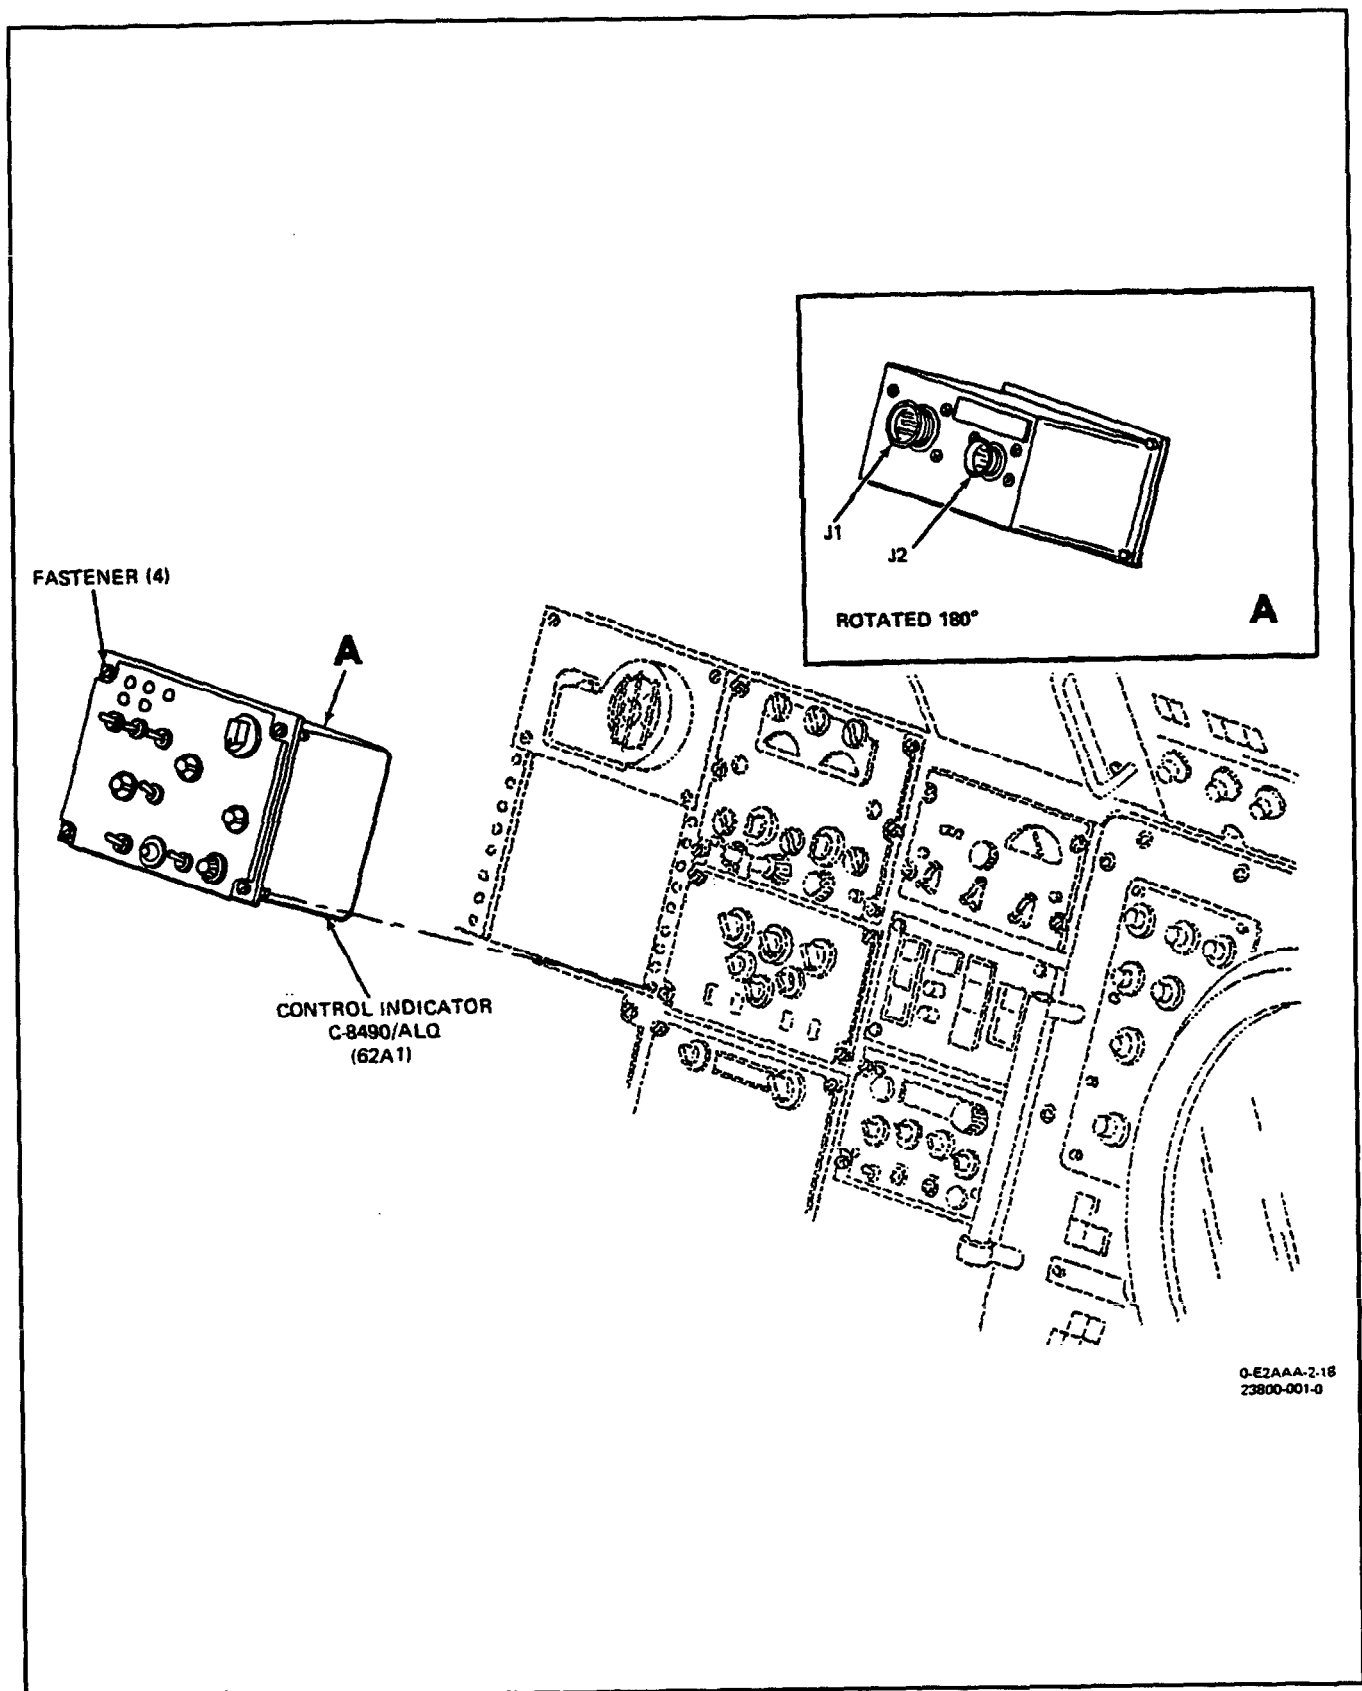 J1
J2
ROTATED 180°
A
FASTENER (4)
A
CONTROL INDICATOR
C-8490/ALQ
(62A1)
0-E2AAA-2-18
23800-001-0